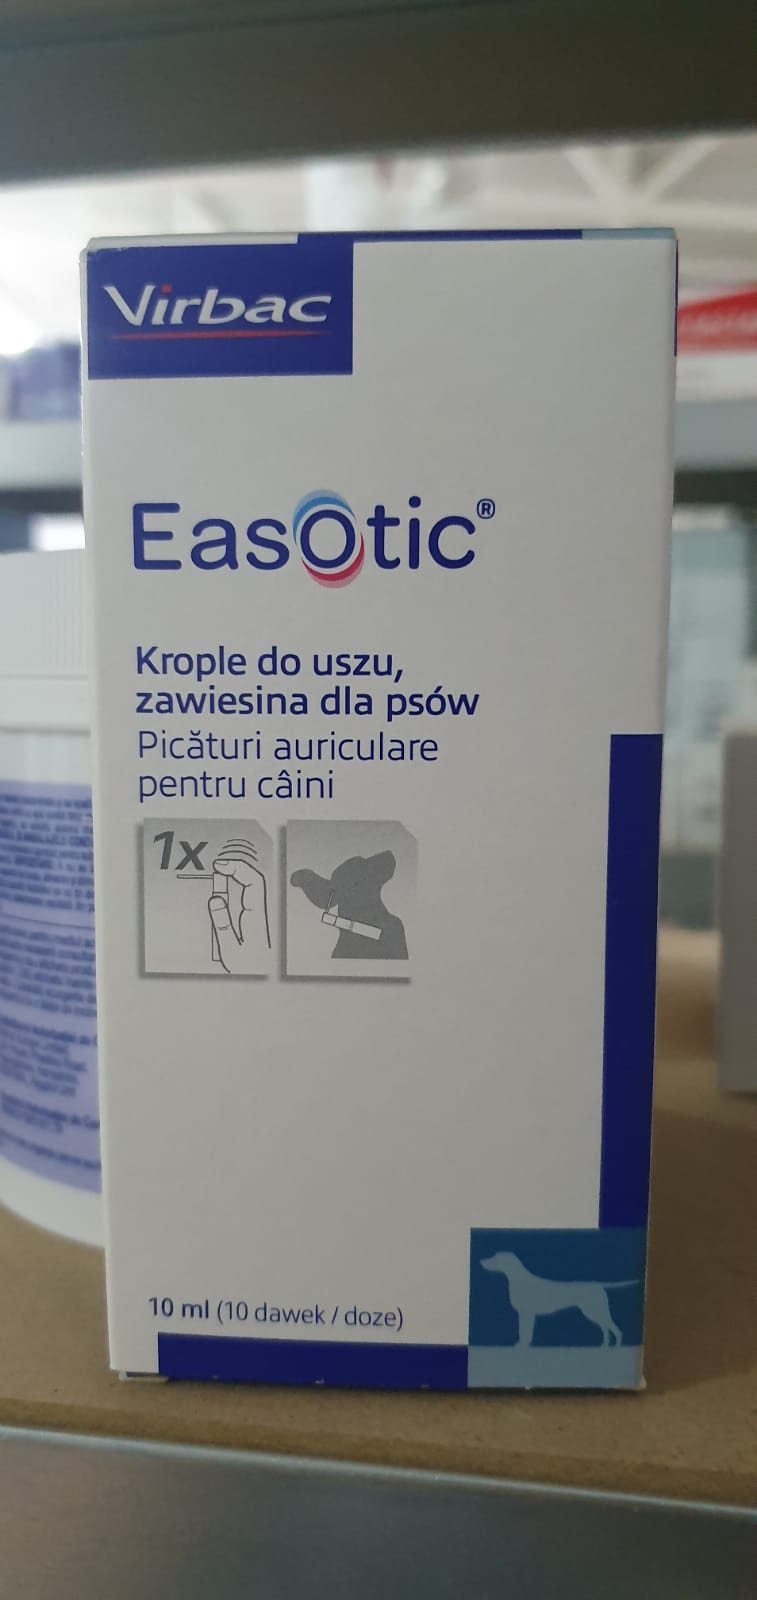 Virbac
EasOtic®
Krople do uszu,
zawiesina dla psów
Picături auriculare
pentru câini
1x
10 ml (10 dawek / doze)